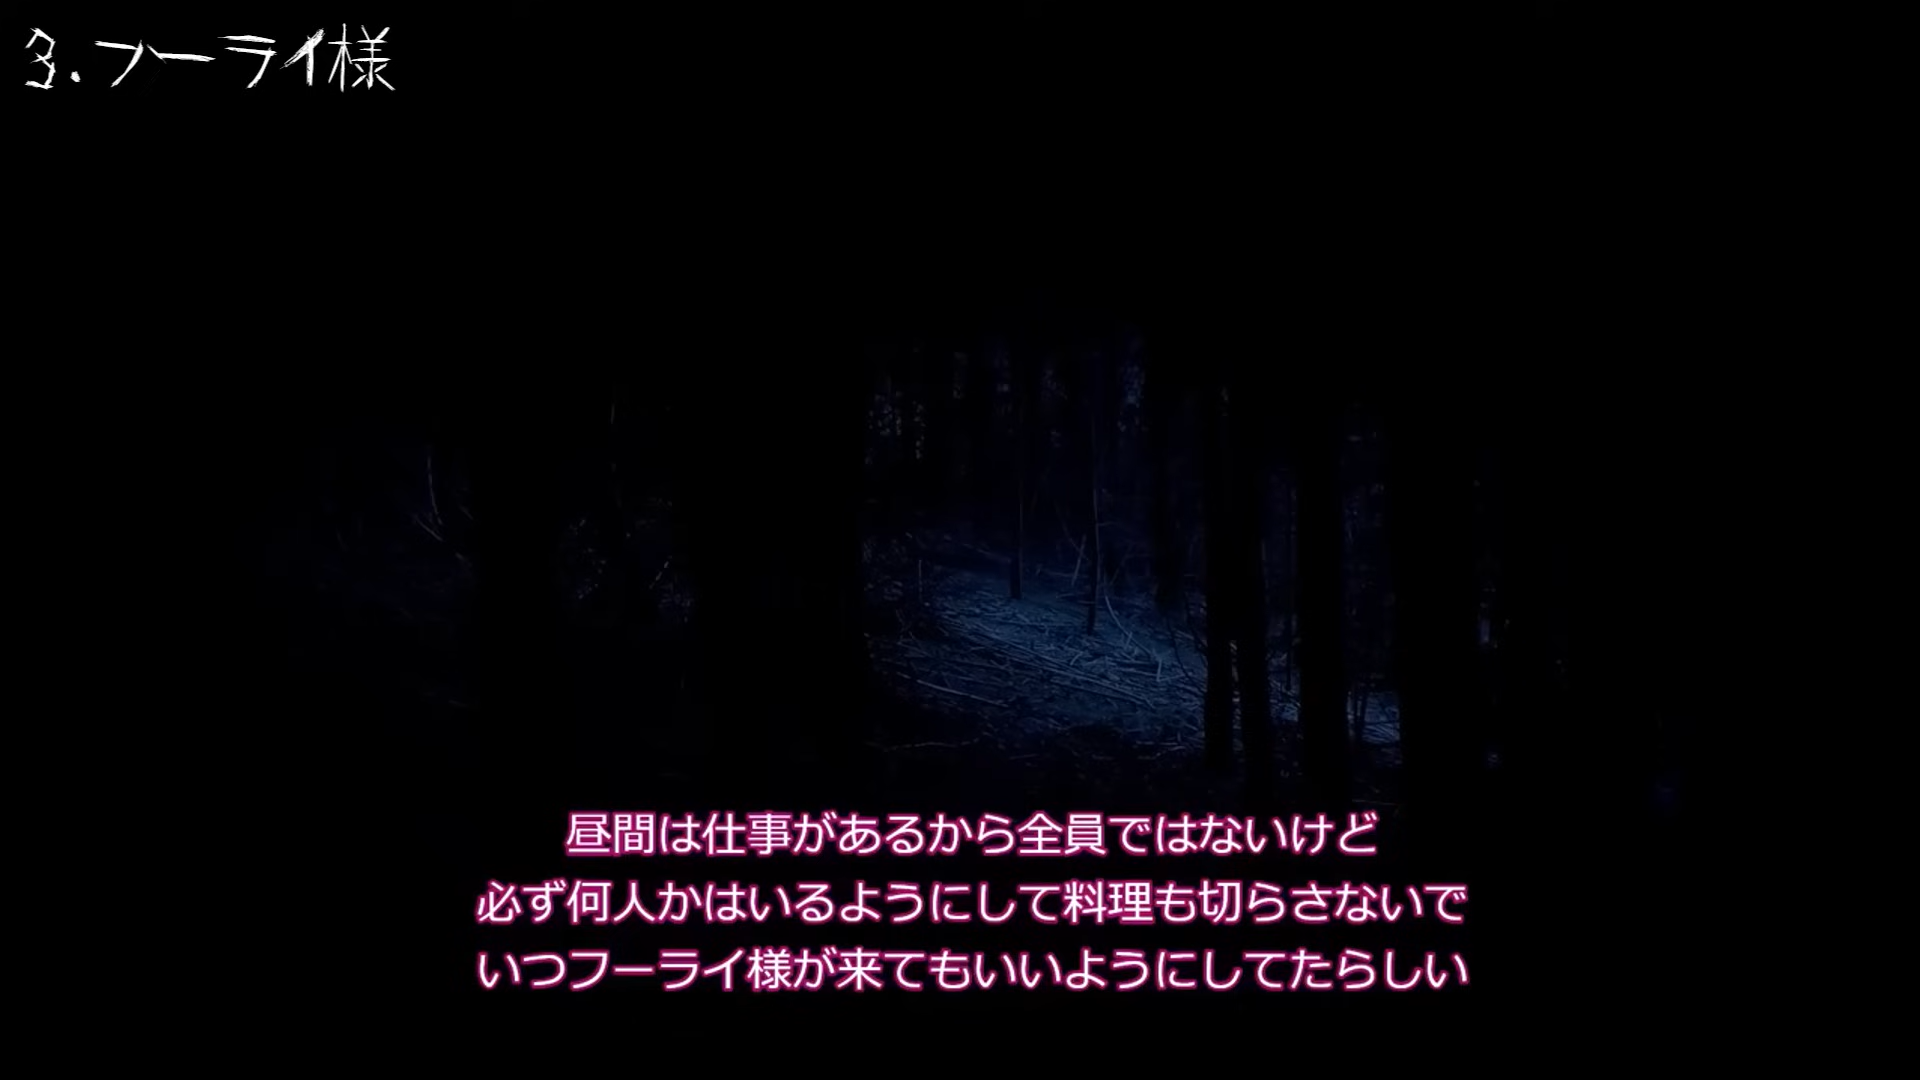 3.フーライ様
昼間は仕事があるから全員ではないけど
必ず何人かはいるようにして料理も切らさないで
いつフーライ様が来てもいいようにしてたらしい